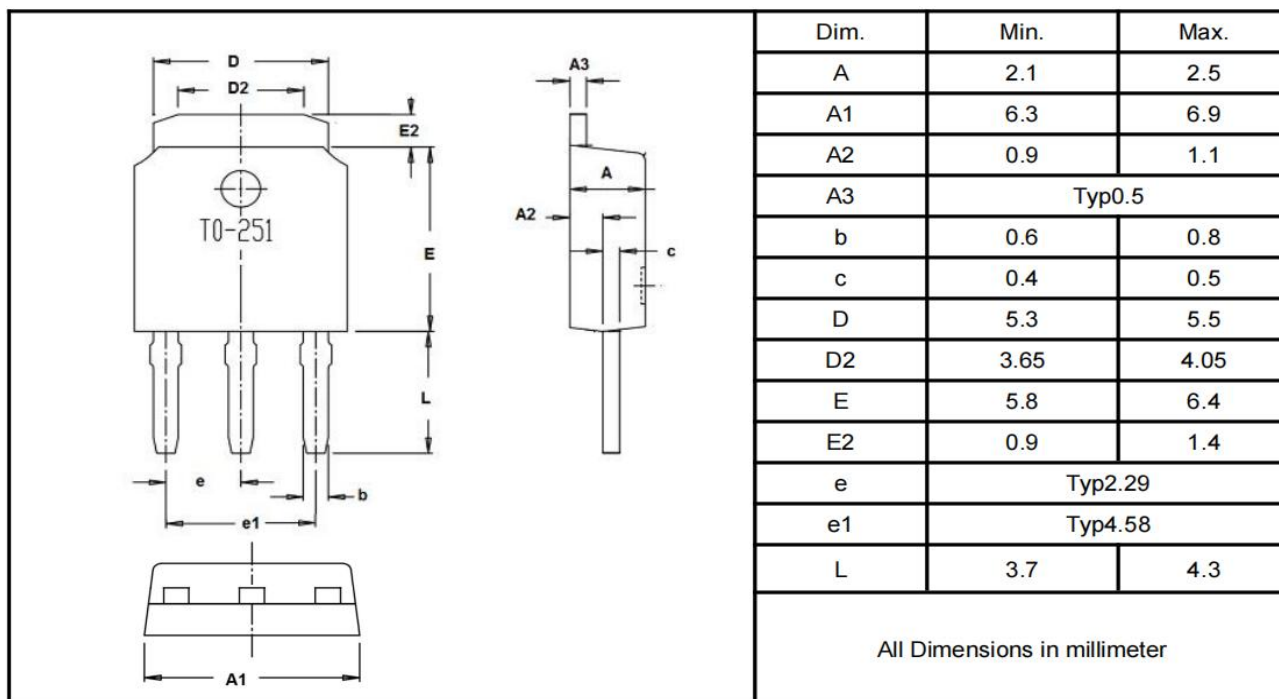 D
D2
A3
E2
A
A2
TO-251
E
c
L
e
b
e1
A1
Dim. Min. Max.
A 2.1 2.5
A1 6.3 6.9
A2 0.9 1.1
A3 Typ0.5
b 0.6 0.8
c 0.4 0.5
D 5.3 5.5
D2 3.65 4.05
E 5.8 6.4
E2 0.9 1.4
e Typ2.29
e1 Typ4.58
L 3.7 4.3
All Dimensions in millimeter